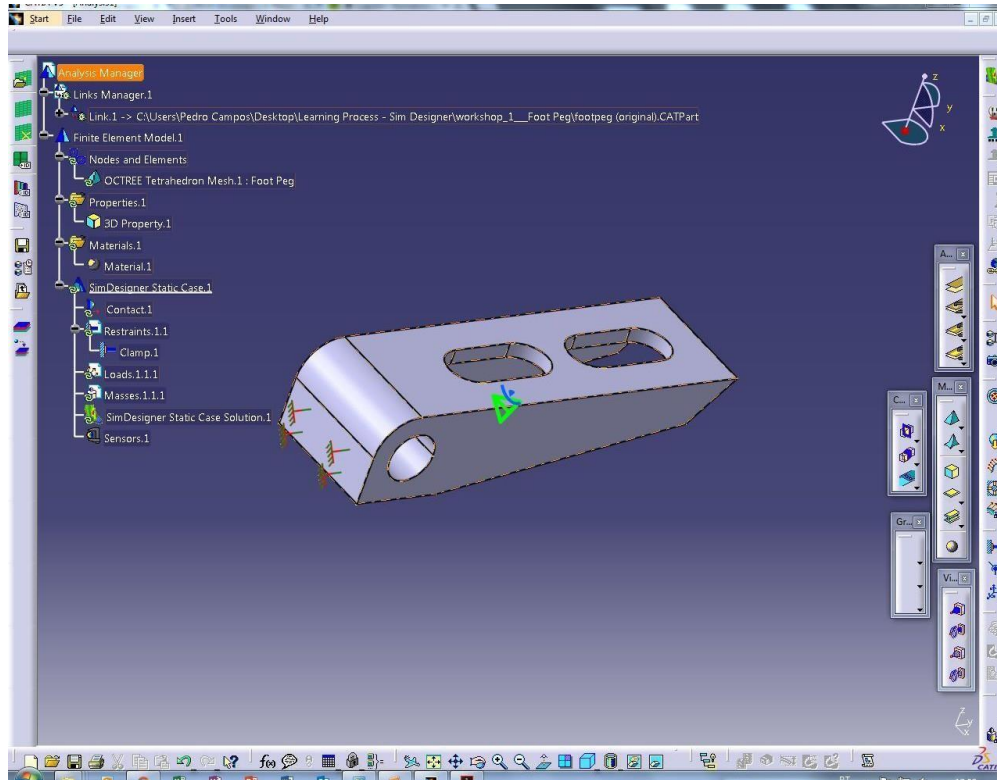 Start File Edit View Insert Tools Window Help
Analysis Manager
Links Manager.1
Link.1 -> C:\Users\Pedro Campos\Desktop\Learning Process - Sim Designer\workshop_1___Foot Peg\footpeg (original).CATPart
Finite Element Model.1
Nodes and Elements
OCTREE Tetrahedron Mesh.1 : Foot Peg
Properties.1
3D Property.1
Materials.1
Material.1
SimDesigner Static Case.1
Contact.1
Restraints.1.1
Clamp.1
Loads.1.1.1
Masses.1.1.1
SimDesigner Static Case Solution.1
Sensors.1
z
y
x
A...
M...
C...
Gr...
Vi...
z
y
x
f(x)